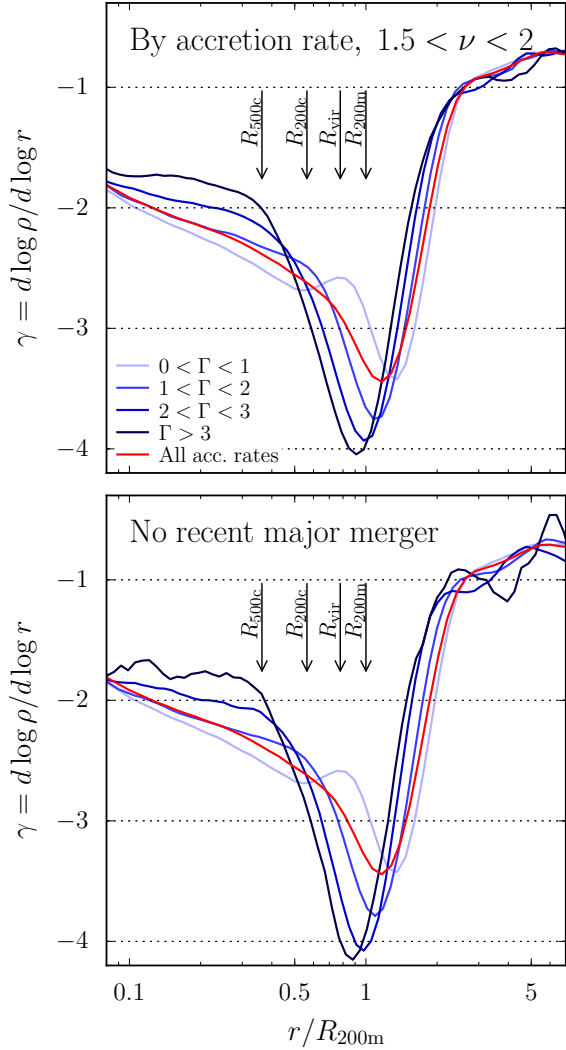 By accretion rate, 1.5 < ν < 2
−1
−2
−3
−4
γ = d log ρ/d log r
R500c
R200c
Rvir
R200m
0 < Γ < 1
1 < Γ < 2
2 < Γ < 3
Γ > 3
All acc. rates
No recent major merger
−1
−2
−3
−4
γ = d log ρ/d log r
R500c
R200c
Rvir
R200m
0.1 0.5 1 5
r/R200m